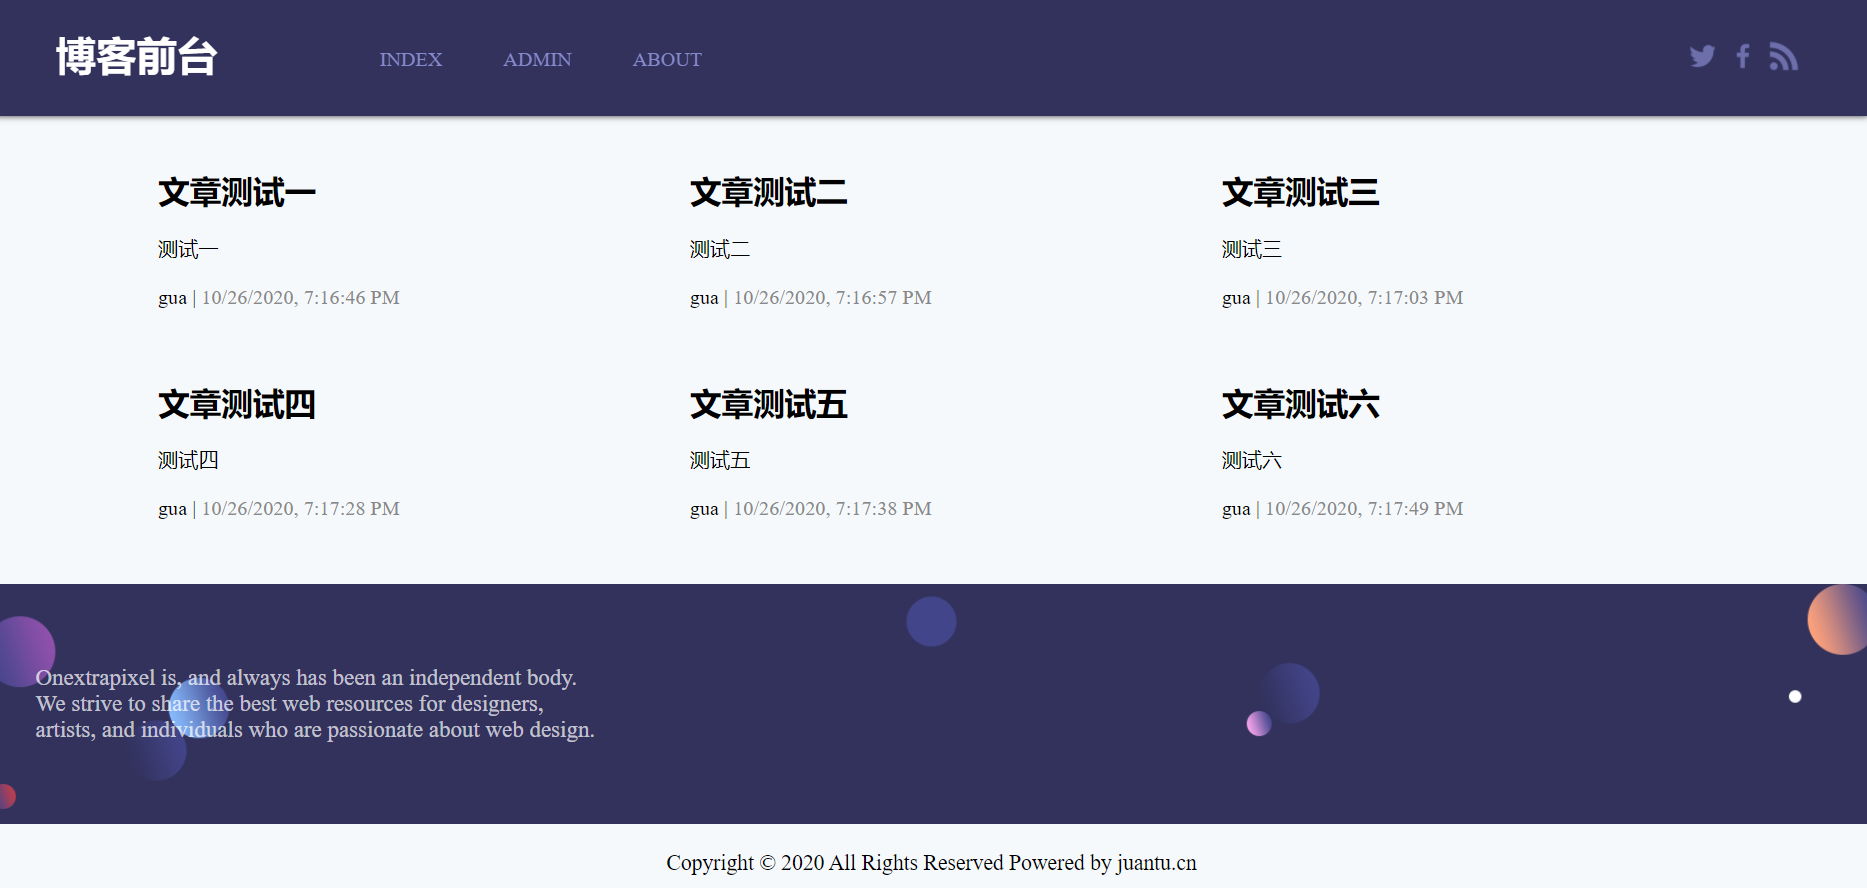 博客前台
INDEX
ADMIN
ABOUT
文章测试一
测试一
gua | 10/26/2020, 7:16:46 PM
文章测试二
测试二
gua | 10/26/2020, 7:16:57 PM
文章测试三
测试三
gua | 10/26/2020, 7:17:03 PM
文章测试四
测试四
gua | 10/26/2020, 7:17:28 PM
文章测试五
测试五
gua | 10/26/2020, 7:17:38 PM
文章测试六
测试六
gua | 10/26/2020, 7:17:49 PM
Onextrapixel is, and always has been an independent body.
We strive to share the best web resources for designers,
artists, and individuals who are passionate about web design.
Copyright © 2020 All Rights Reserved Powered by juantu.cn